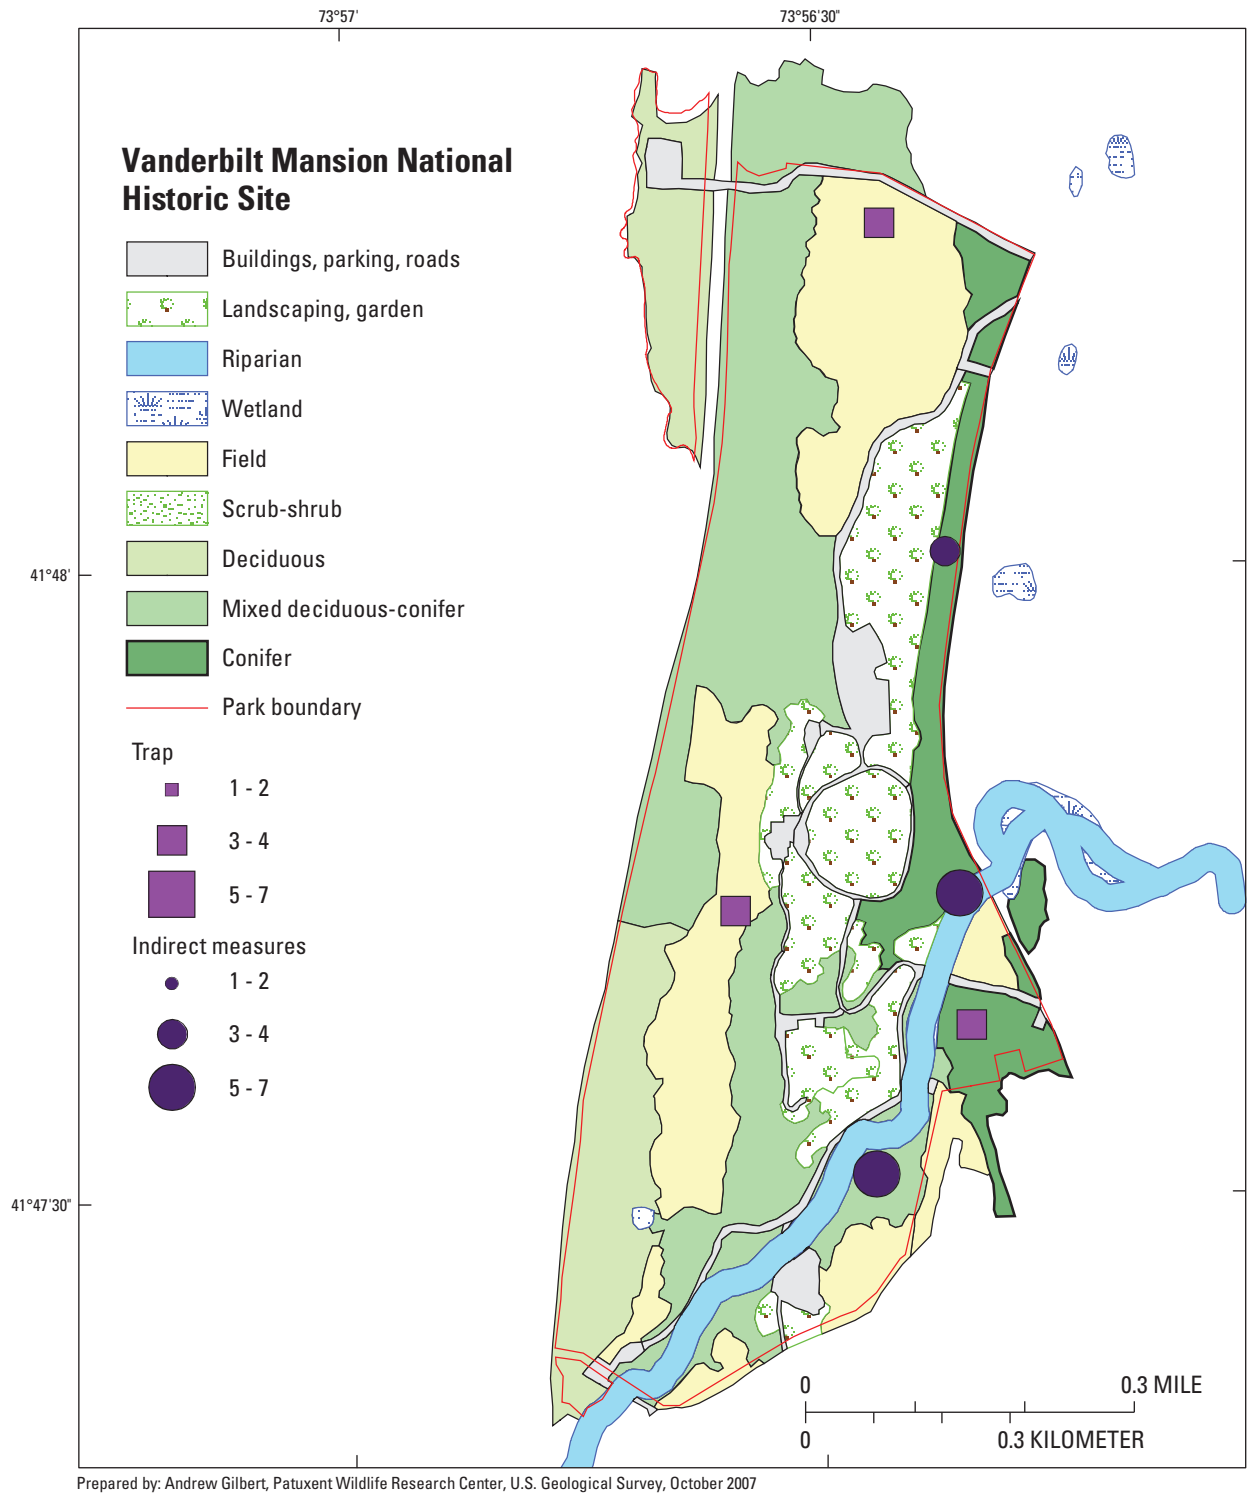 73°57'
73°56'30"
Vanderbilt Mansion National
Historic Site
Buildings, parking, roads
Landscaping, garden
Riparian
Wetland
Field
Scrub-shrub
Deciduous
Mixed deciduous-conifer
Conifer
Park boundary
Trap
1 - 2
3 - 4
5 - 7
Indirect measures
1 - 2
3 - 4
5 - 7
41°48'
41°47'30"
0 0.3 MILE
0 0.3 KILOMETER
Prepared by: Andrew Gilbert, Patuxent Wildlife Research Center, U.S. Geological Survey, October 2007